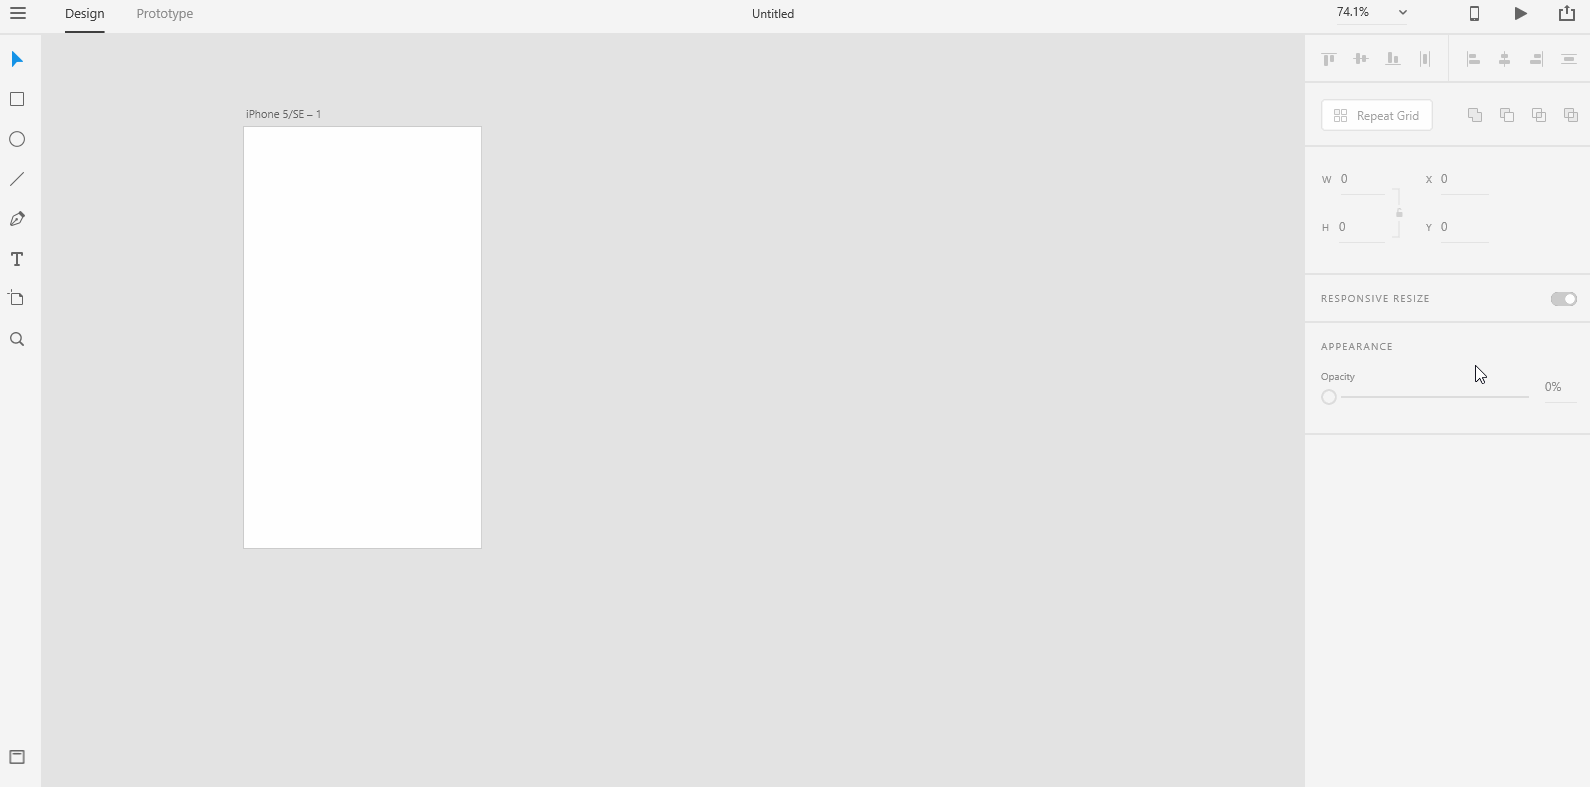 Design Prototype Untitled 74.1%
iPhone 5/SE – 1
Repeat Grid
W 0 X 0
H 0 Y 0
RESPONSIVE RESIZE
APPEARANCE
Opacity
0%